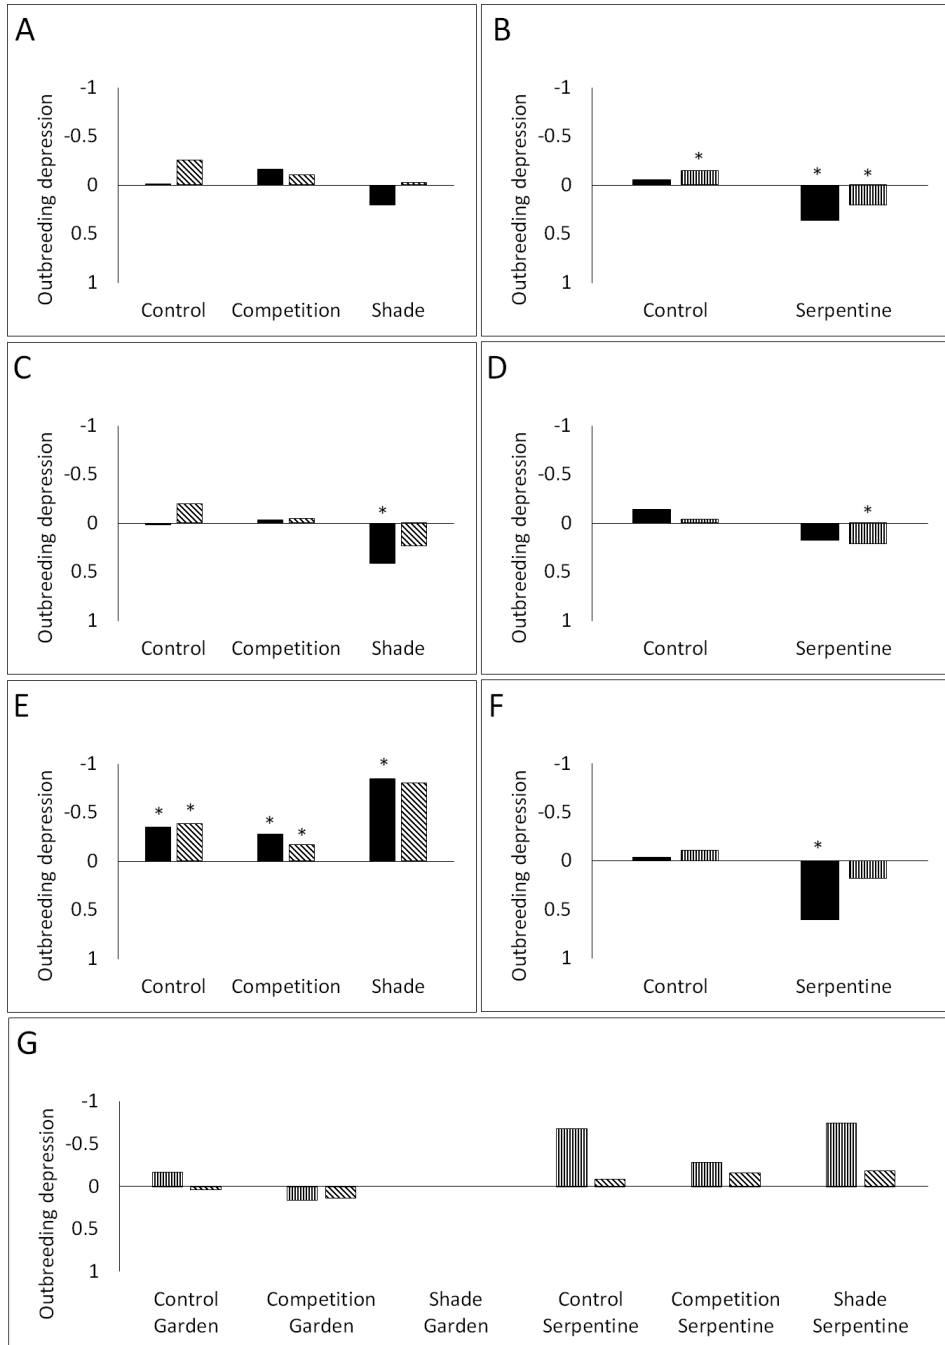 A
Outbreeding depression
-1
-0.5
0
0.5
1
Control Competition Shade
B
Outbreeding depression
-1
-0.5
0
0.5
1
* * *
Control Serpentine
C
Outbreeding depression
-1
-0.5
0
0.5
1
*
Control Competition Shade
D
Outbreeding depression
-1
-0.5
0
0.5
1
*
Control Serpentine
E
Outbreeding depression
-1
-0.5
0
0.5
1
* * * * *
Control Competition Shade
F
Outbreeding depression
-1
-0.5
0
0.5
1
*
Control Serpentine
G
Outbreeding depression
-1
-0.5
0
0.5
1
Control Competition Shade Control Competition Shade
Garden Garden Garden Serpentine Serpentine Serpentine